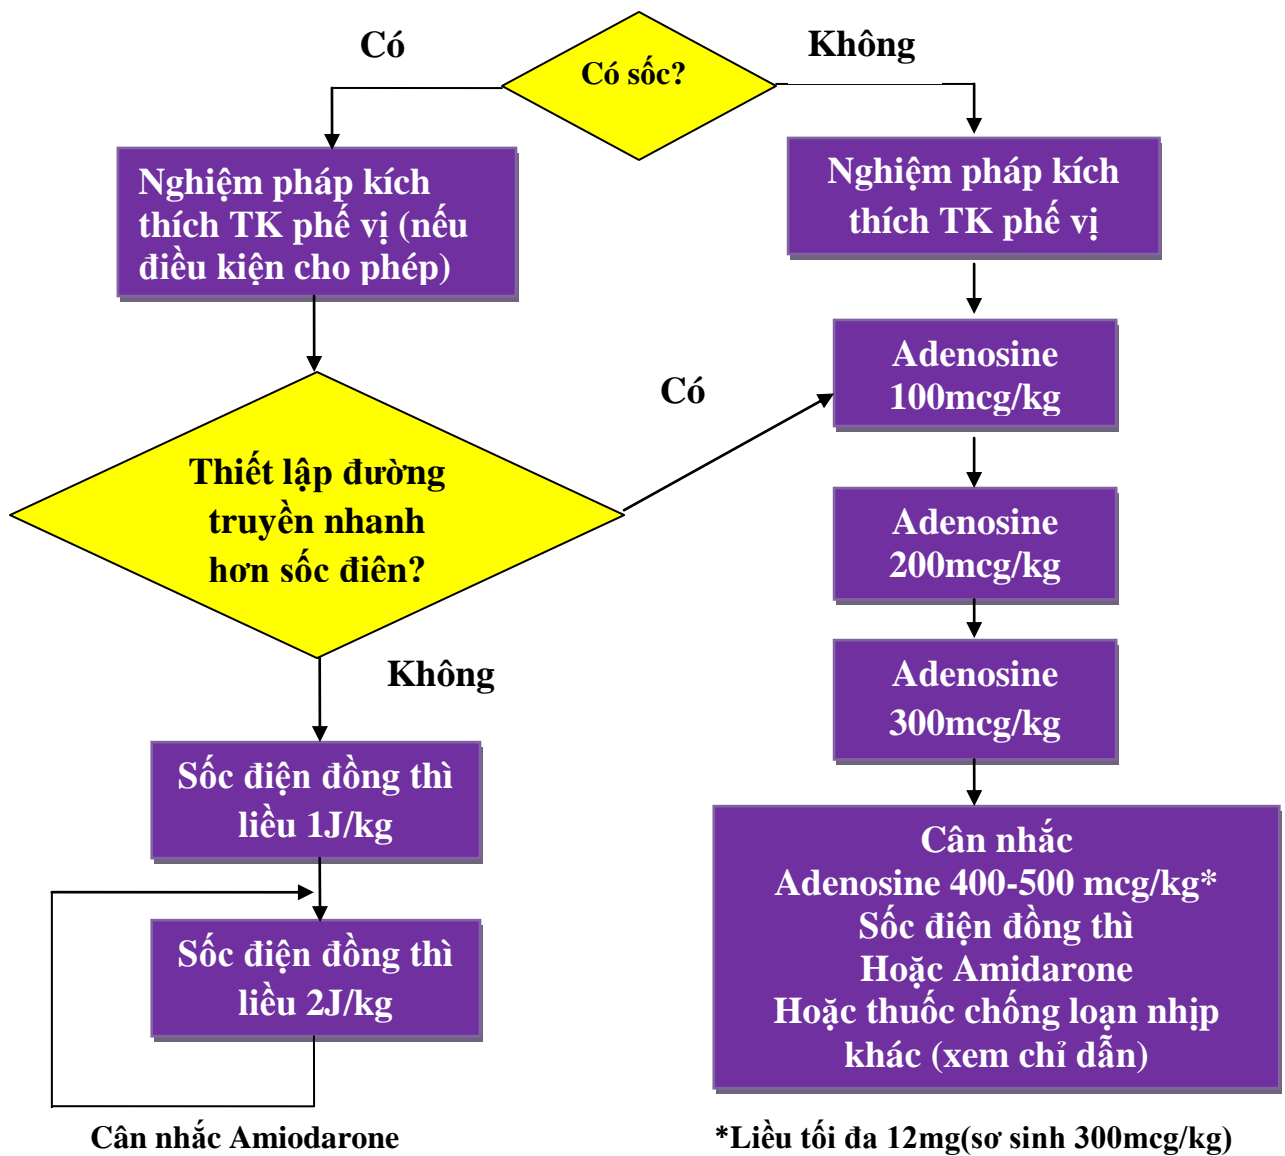 Có
Không
Có sốc?
Nghiệm pháp kích
thích TK phế vị (nếu
điều kiện cho phép)
Nghiệm pháp kích
thích TK phế vị
Adenosine
100mcg/kg
Có
Thiết lập đường
truyền nhanh
hơn sốc điên?
Adenosine
200mcg/kg
Không
Adenosine
300mcg/kg
Sốc điện đồng thì
liều 1J/kg
Sốc điện đồng thì
liều 2J/kg
Cân nhắc
Adenosine 400-500 mcg/kg*
Sốc điện đồng thì
Hoặc Amidarone
Hoặc thuốc chống loạn nhịp
khác (xem chỉ dẫn)
Cân nhắc Amiodarone
*Liều tối đa 12mg(sơ sinh 300mcg/kg)